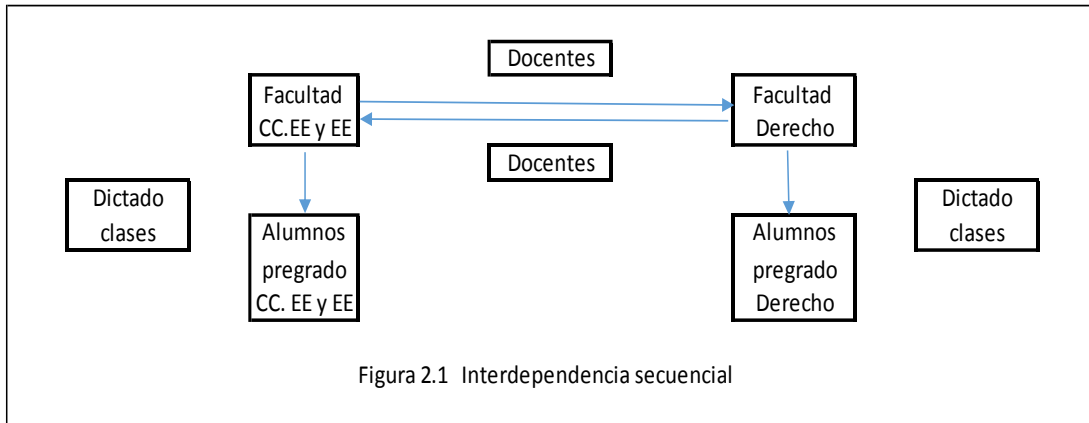 Docentes
Facultad
CC.EE y EE
Facultad
Derecho
Docentes
Dictado
clases
Alumnos
pregrado
CC. EE y EE
Alumnos
pregrado
Derecho
Dictado
clases
Figura 2.1 Interdependencia secuencial